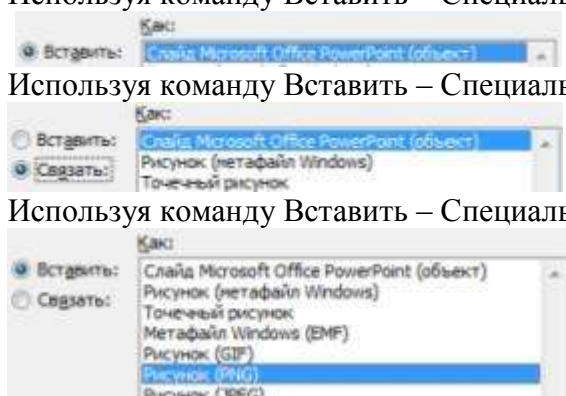 Используя команду Вставить – Специаль
Как:
Вставить: Слайд Microsoft Office PowerPoint (объект)
Используя команду Вставить – Специаль
Как:
Вставить: Слайд Microsoft Office PowerPoint (объект)
Связать: Рисунок (метафайл Windows)
Точечный рисунок
Используя команду Вставить – Специаль
Как:
Вставить: Слайд Microsoft Office PowerPoint (объект)
Связать: Рисунок (метафайл Windows)
Точечный рисунок
Метафайл Windows (EMF)
Рисунок (GIF)
Рисунок (PNG)
Рисунок (JPEG)